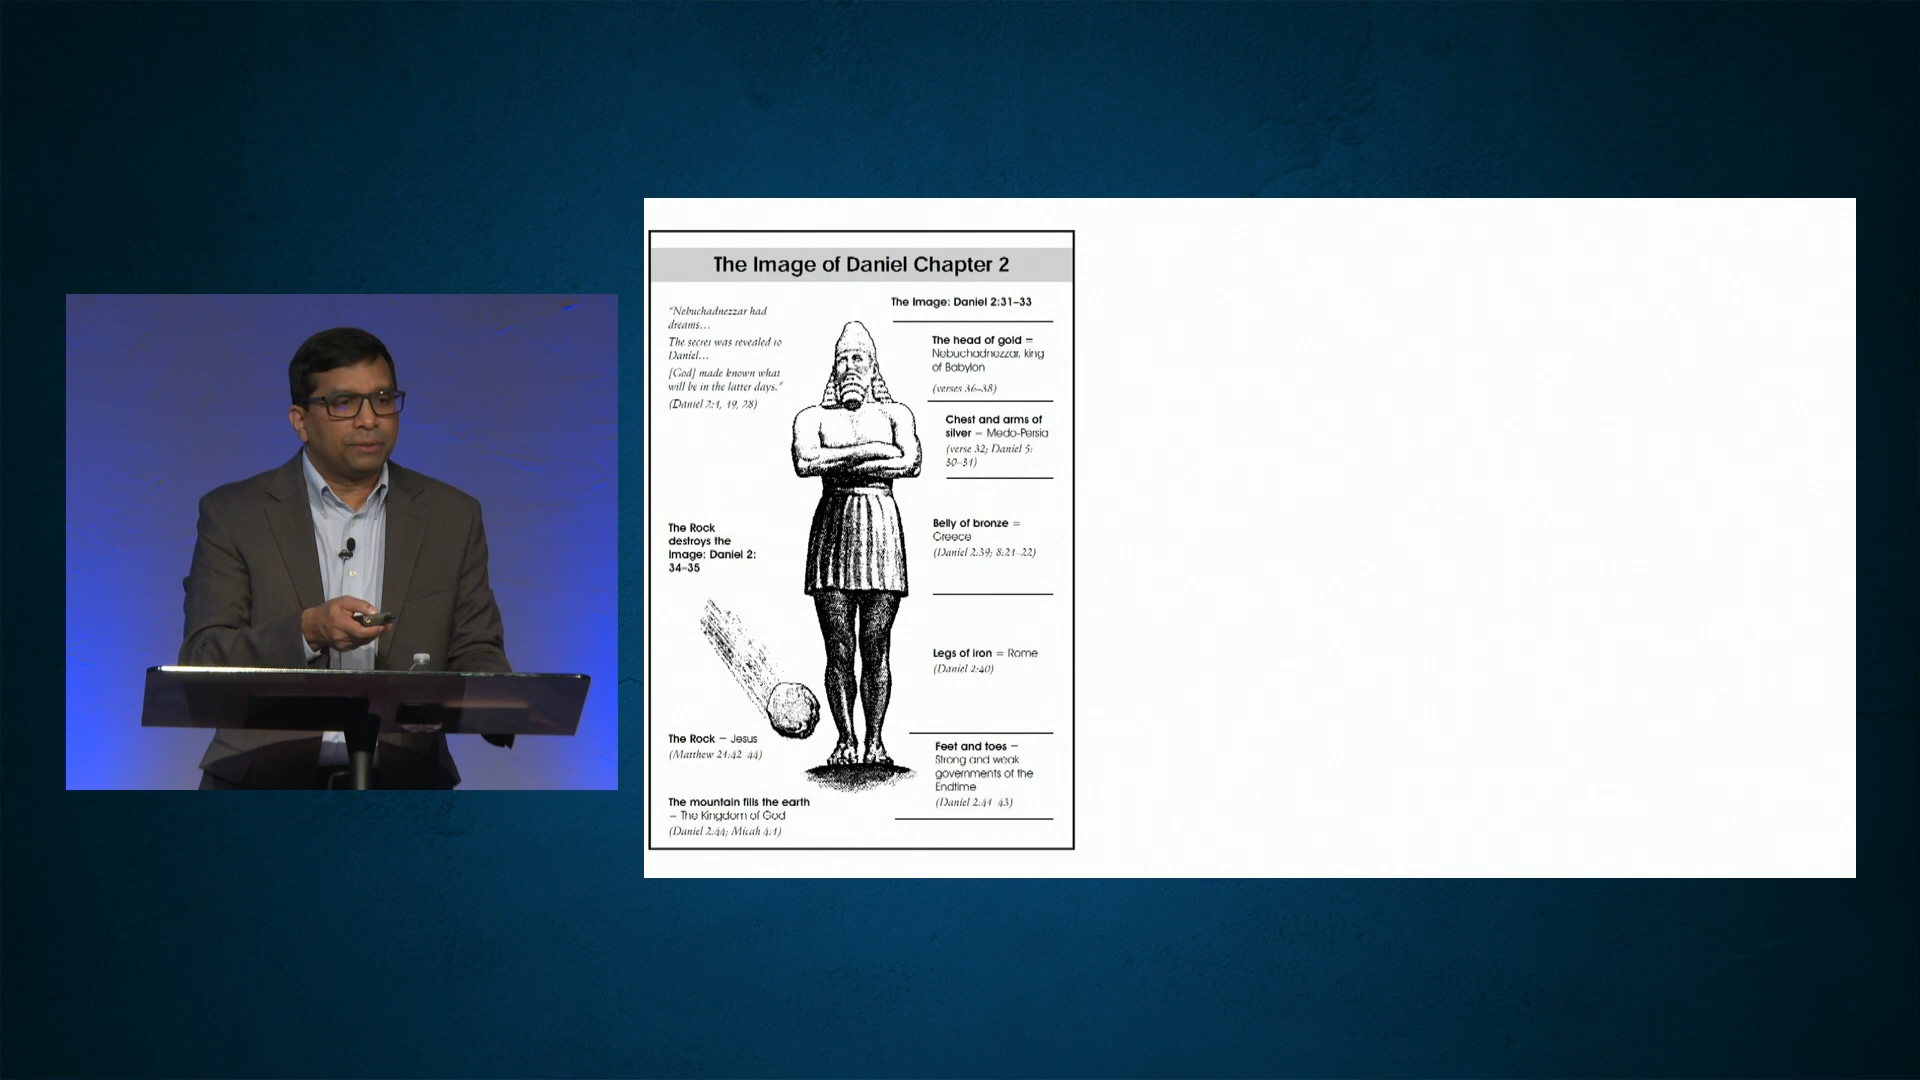 The Image of Daniel Chapter 2
"Nebuchadnezzar had
dreams…
The secret was revealed to
Daniel…
[God] made known what
will be in the latter days."
(Daniel 2:1, 19, 28)
The Image: Daniel 2:31–33
The head of gold =
Nebuchadnezzar, king
of Babylon
(verses 36–38)
Chest and arms of
silver = Medo-Persia
(verse 32; Daniel 5:
30–31)
Belly of bronze =
Greece
(Daniel 2:39; 8:21–22)
Legs of iron = Rome
(Daniel 2:40)
Feet and toes =
Strong and weak
governments of the
Endtime
(Daniel 2:41–43)
The Rock
destroys the
Image: Daniel 2:
34–35
The Rock = Jesus
(Matthew 21:42–44)
The mountain fills the earth
= The Kingdom of God
(Daniel 2:44; Micah 4:1)